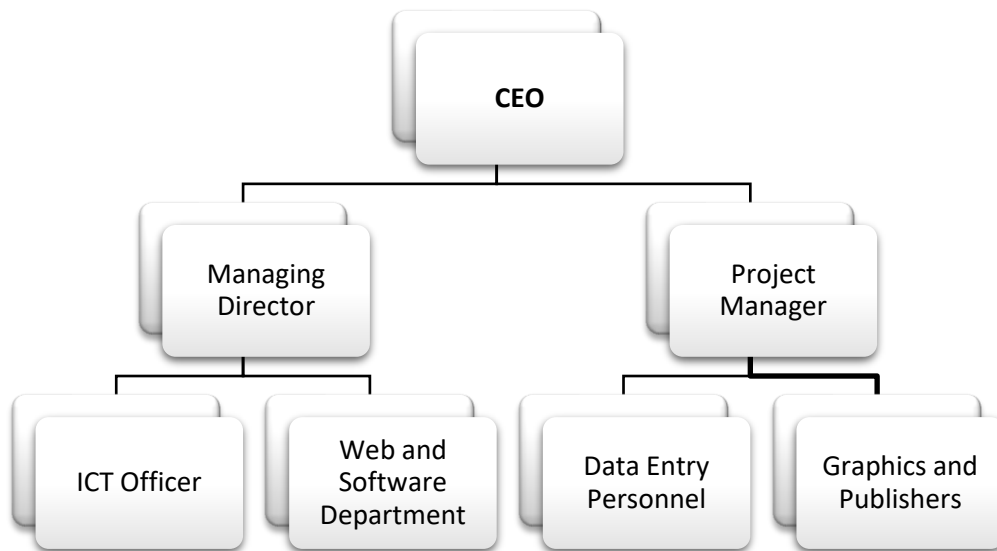 CEO
Managing
Director
Project
Manager
ICT Officer
Web and
Software
Department
Data Entry
Personnel
Graphics and
Publishers